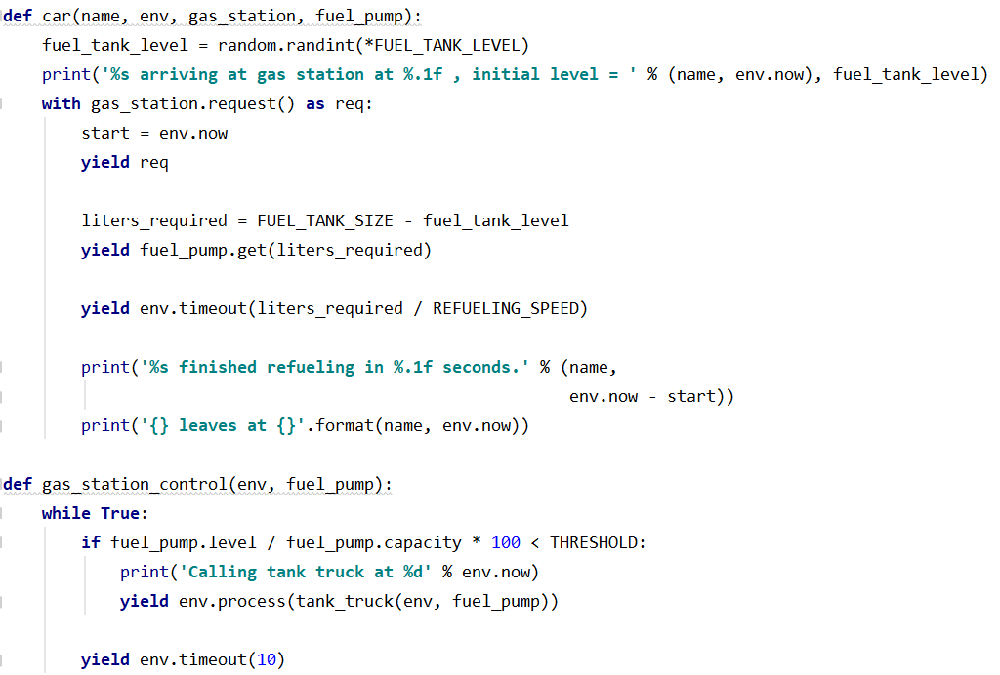 def car(name, env, gas_station, fuel_pump):
    fuel_tank_level = random.randint(*FUEL_TANK_LEVEL)
    print('%s arriving at gas station at %.1f , initial level = ' % (name, env.now), fuel_tank_level)
    with gas_station.request() as req:
        start = env.now
        yield req

        liters_required = FUEL_TANK_SIZE - fuel_tank_level
        yield fuel_pump.get(liters_required)

        yield env.timeout(liters_required / REFUELING_SPEED)

        print('%s finished refueling in %.1f seconds.' % (name,
                                                          env.now - start))
        print('{} leaves at {}'.format(name, env.now))

def gas_station_control(env, fuel_pump):
    while True:
        if fuel_pump.level / fuel_pump.capacity * 100 < THRESHOLD:
            print('Calling tank truck at %d' % env.now)
            yield env.process(tank_truck(env, fuel_pump))

        yield env.timeout(10)